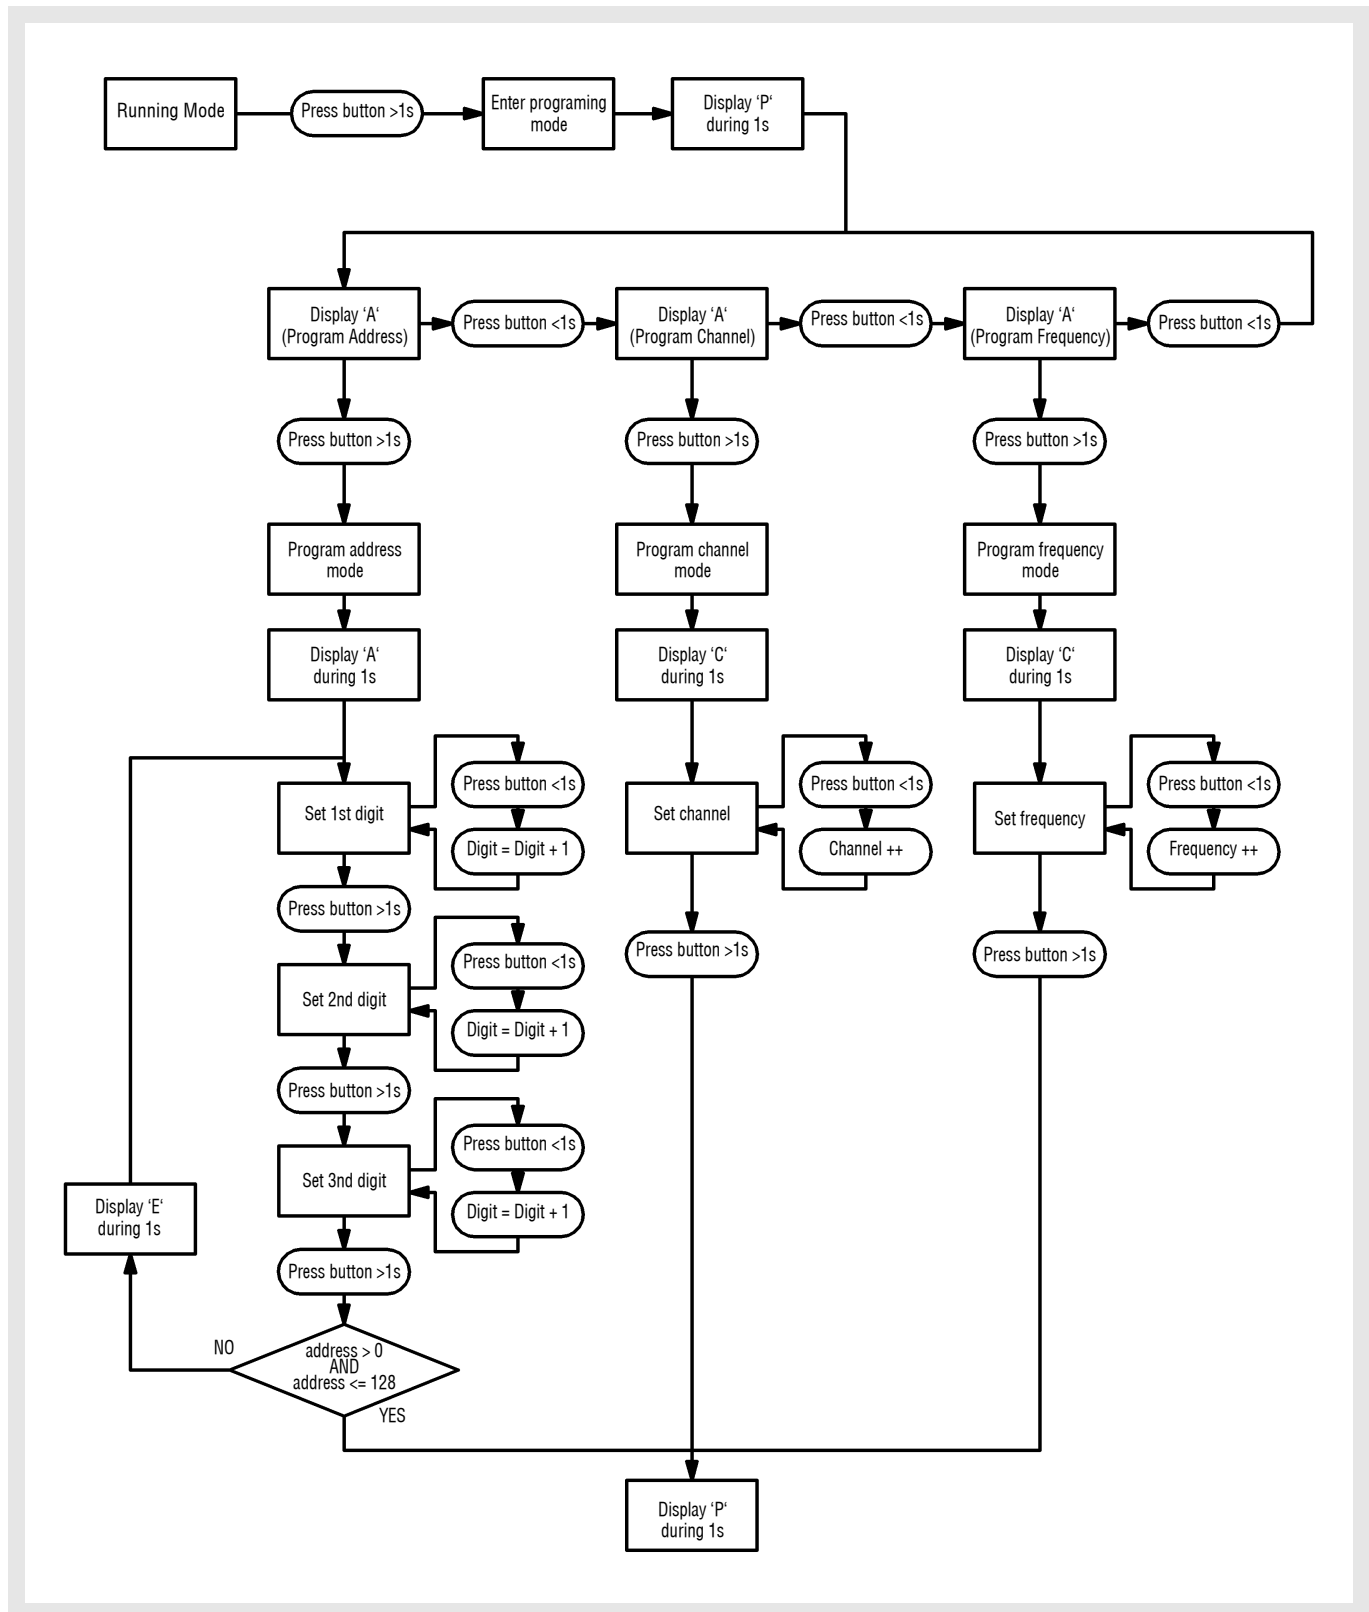 Running Mode
Press button >1s
Enter programing
mode
Display ‘P‘
during 1s
Display ‘A‘
(Program Address)
Press button <1s
Display ‘A‘
(Program Channel)
Press button <1s
Display ‘A‘
(Program Frequency)
Press button <1s
Press button >1s
Press button >1s
Press button >1s
Program address
mode
Program channel
mode
Program frequency
mode
Display ‘A‘
during 1s
Display ‘C‘
during 1s
Display ‘C‘
during 1s
Set 1st digit
Press button <1s
Digit = Digit + 1
Set channel
Press button <1s
Channel ++
Set frequency
Press button <1s
Frequency ++
Press button >1s
Set 2nd digit
Press button <1s
Digit = Digit + 1
Press button >1s
Press button >1s
Press button >1s
Set 3nd digit
Press button <1s
Digit = Digit + 1
Display ‘E‘
during 1s
Press button >1s
NO
address > 0
AND
address <= 128
YES
Display ‘P‘
during 1s